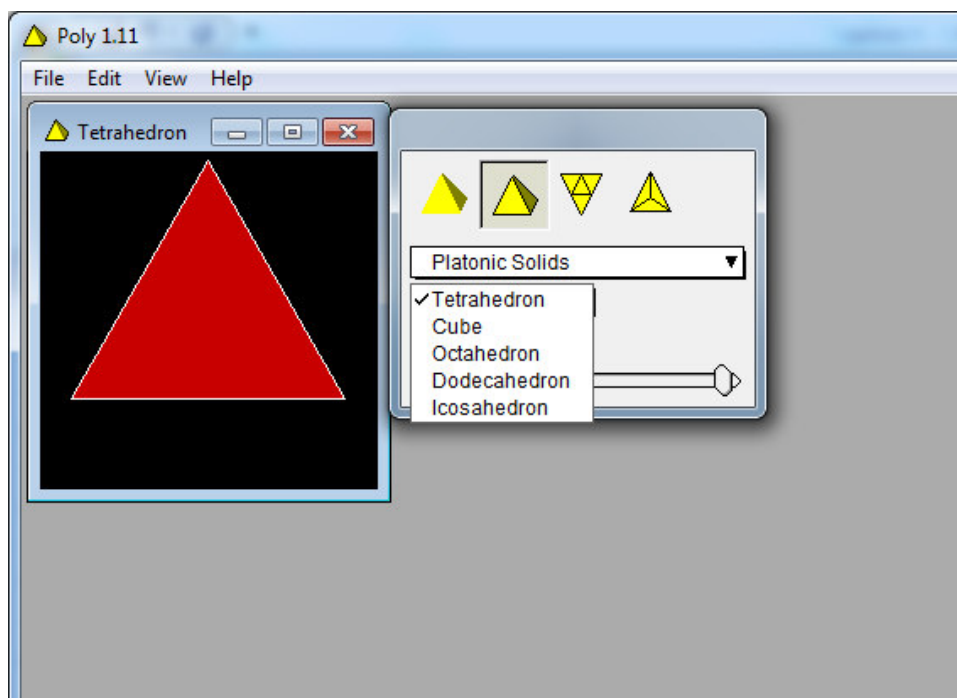 Poly 1.11
File Edit View Help
Tetrahedron
Platonic Solids
Tetrahedron
Cube
Octahedron
Dodecahedron
Icosahedron